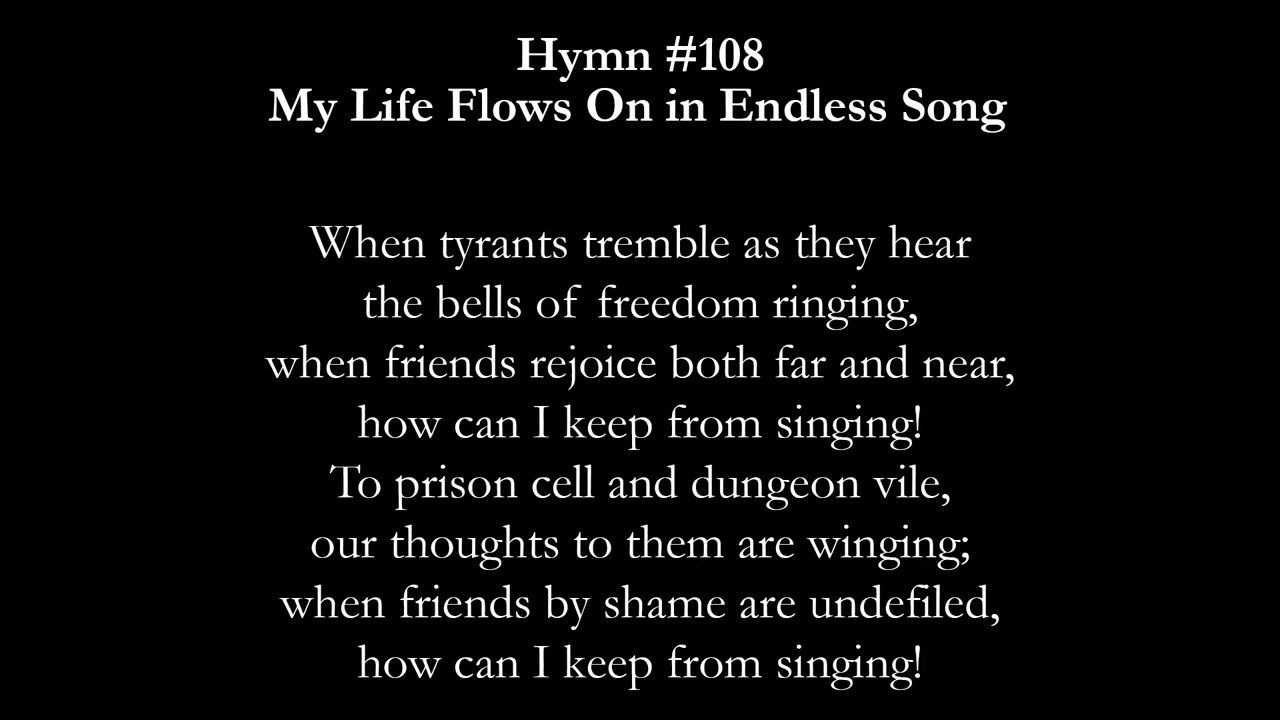 Hymn #108
My Life Flows On in Endless Song
When tyrants tremble as they hear
the bells of freedom ringing,
when friends rejoice both far and near,
how can I keep from singing!
To prison cell and dungeon vile,
our thoughts to them are winging;
when friends by shame are undefiled,
how can I keep from singing!